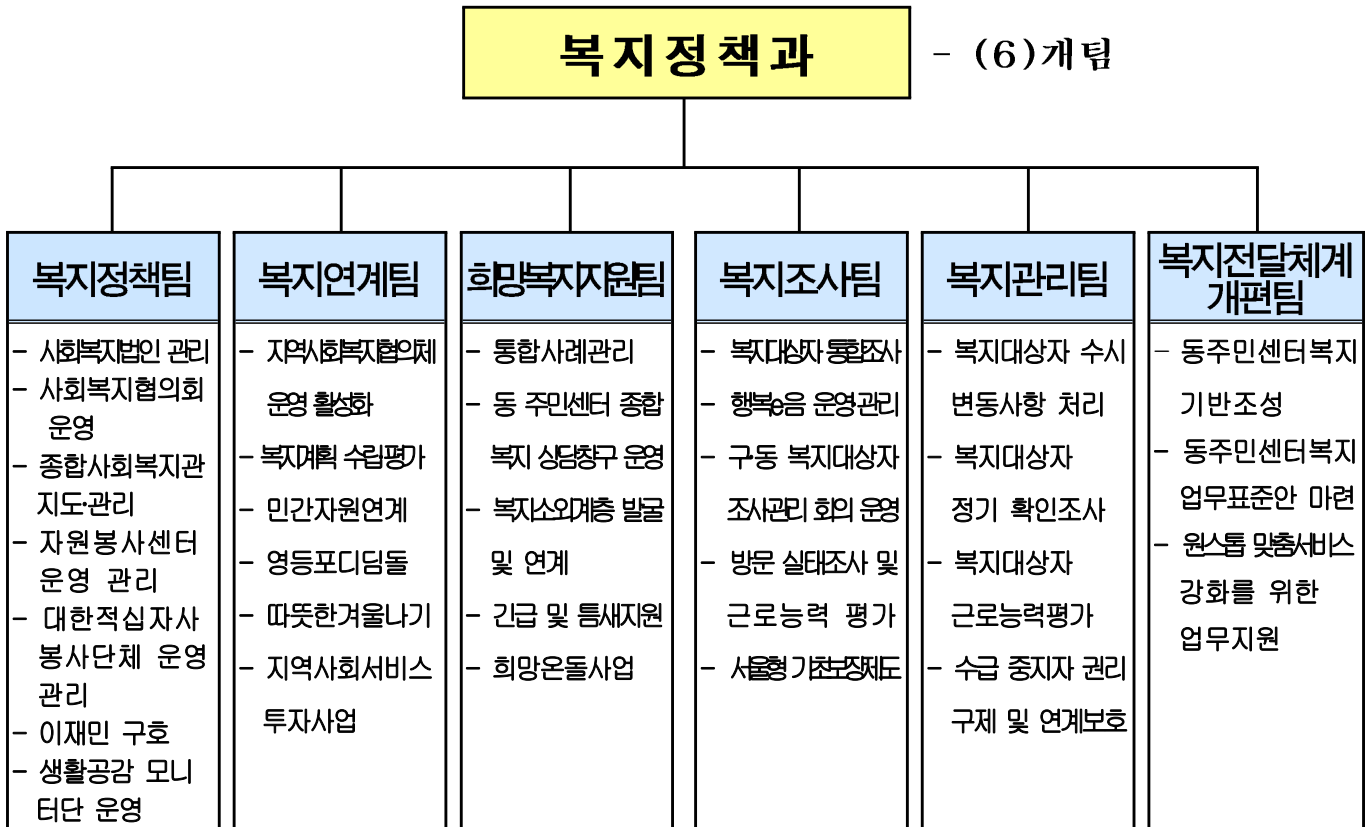 복지정책과
- (6)개팀
복지정책팀
- 사회복지법인 관리
- 사회복지협의회
운영
- 종합사회복지관
지도·관리
- 자원봉사센터
운영 관리
- 대한적십자사
봉사단체 운영
관리
- 이재민 구호
- 생활공감 모니
터단 운영
복지연계팀
- 지역사회복지협의체
운영 활성화
- 복지계획 수립·평가
- 민간자원연계
- 영등포디딤돌
- 따뜻한겨울나기
- 지역사회서비스
투자사업
희망복지지원팀
- 통합사례관리
- 동 주민센터 종합
복지 상담창구 운영
- 복지소외계층 발굴
및 연계
- 긴급 및 틈새지원
- 희망온돌사업
복지조사팀
- 복지대상자 통합조사
- 행복e음 운영·관리
- 구·동 복지대상자
조사·관리 회의 운영
- 방문 실태조사 및
근로능력 평가
- 서울형 기초보장제도
복지관리팀
- 복지대상자 수시
변동사항 처리
- 복지대상자
정기 확인조사
- 복지대상자
근로능력평가
- 수급 중지자 권리
구제 및 연계보호
복지전달체계
개편팀
- 동주민센터복지
기반조성
- 동주민센터복지
업무표준안 마련
- 원스톱 맞춤서비스
강화를 위한
업무지원